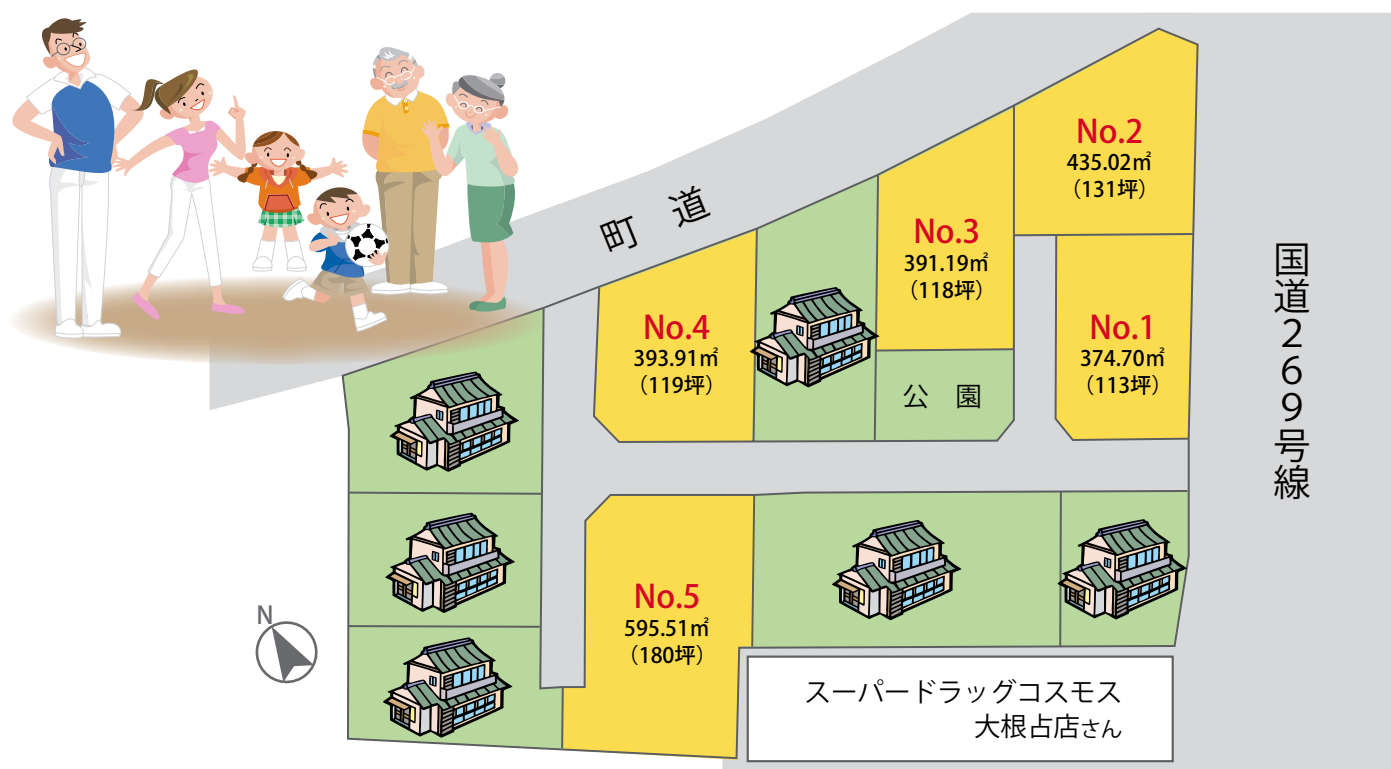 町　道
No.2
435.02㎡
（131坪）
No.3
391.19㎡
（118坪）
No.4
393.91㎡
（119坪）
No.1
374.70㎡
（113坪）
公　園
国道２６９号線
No.5
595.51㎡
（180坪）
N
スーパードラッグコスモス
大根占店さん